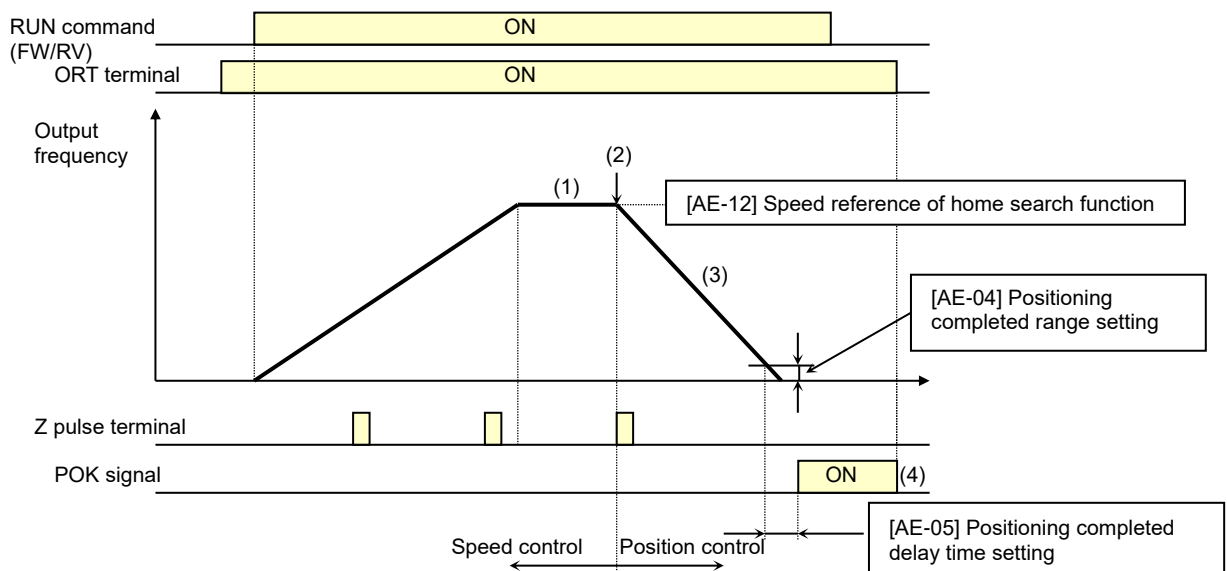 RUN command
(FW/RV)
ON
ORT terminal
ON
Output
frequency
(1)
(2)
[AE-12] Speed reference of home search function
(3)
[AE-04] Positioning
completed range setting
Z pulse terminal
POK signal
ON
(4)
[AE-05] Positioning completed
delay time setting
Speed control
Position control